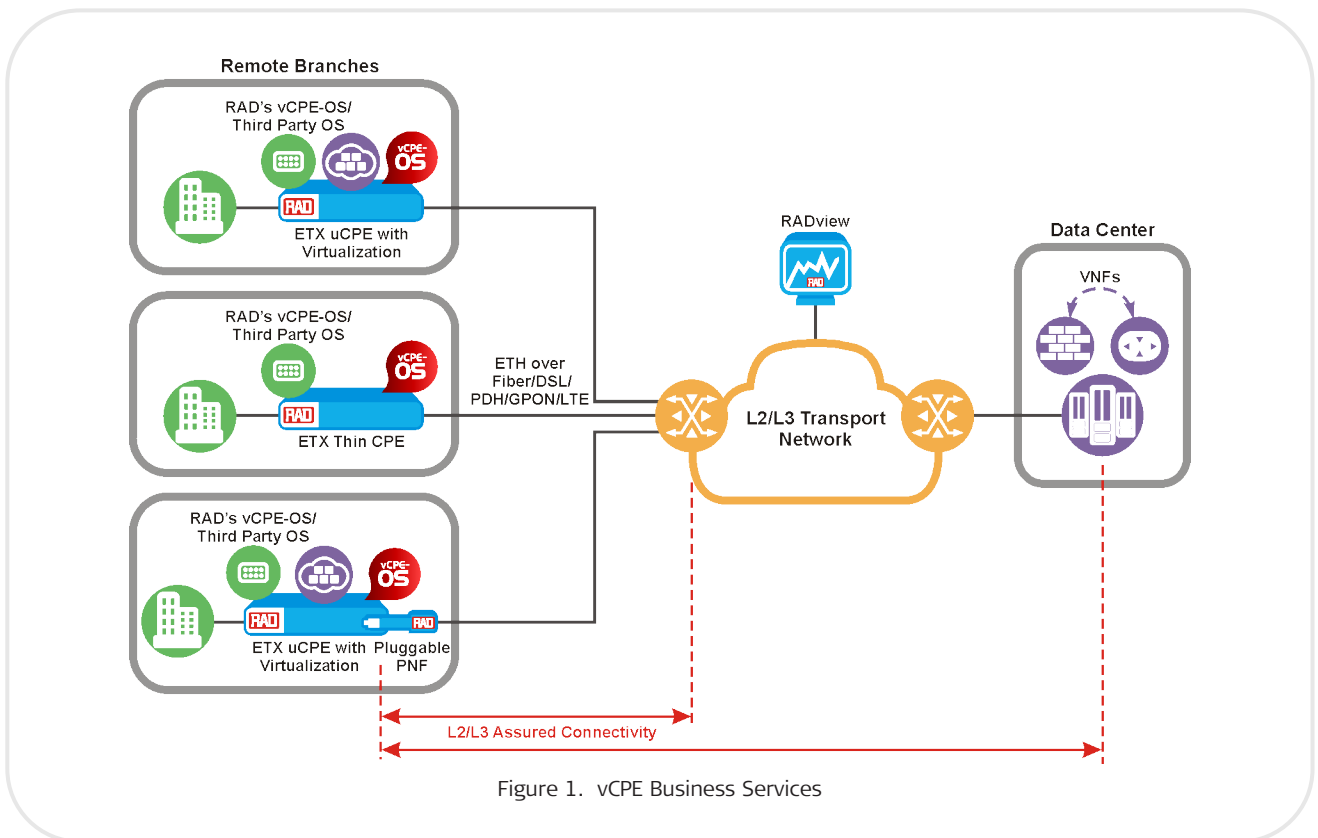 Remote Branches
RAD's vCPE-OS/
Third Party OS
vCPE-
OS
RAD
ETX uCPE with
Virtualization
RAD's vCPE-OS/
Third Party OS
vCPE-
OS
RAD
ETX Thin CPE
RAD's vCPE-OS/
Third Party OS
vCPE-
OS
RAD
RAD
ETX uCPE with
Virtualization
Pluggable
PNF
ETH over
Fiber/DSL/
PDH/GPON/LTE
RADview
RAD
L2/L3 Transport
Network
Data Center
VNFs
L2/L3 Assured Connectivity
Figure 1. vCPE Business Services